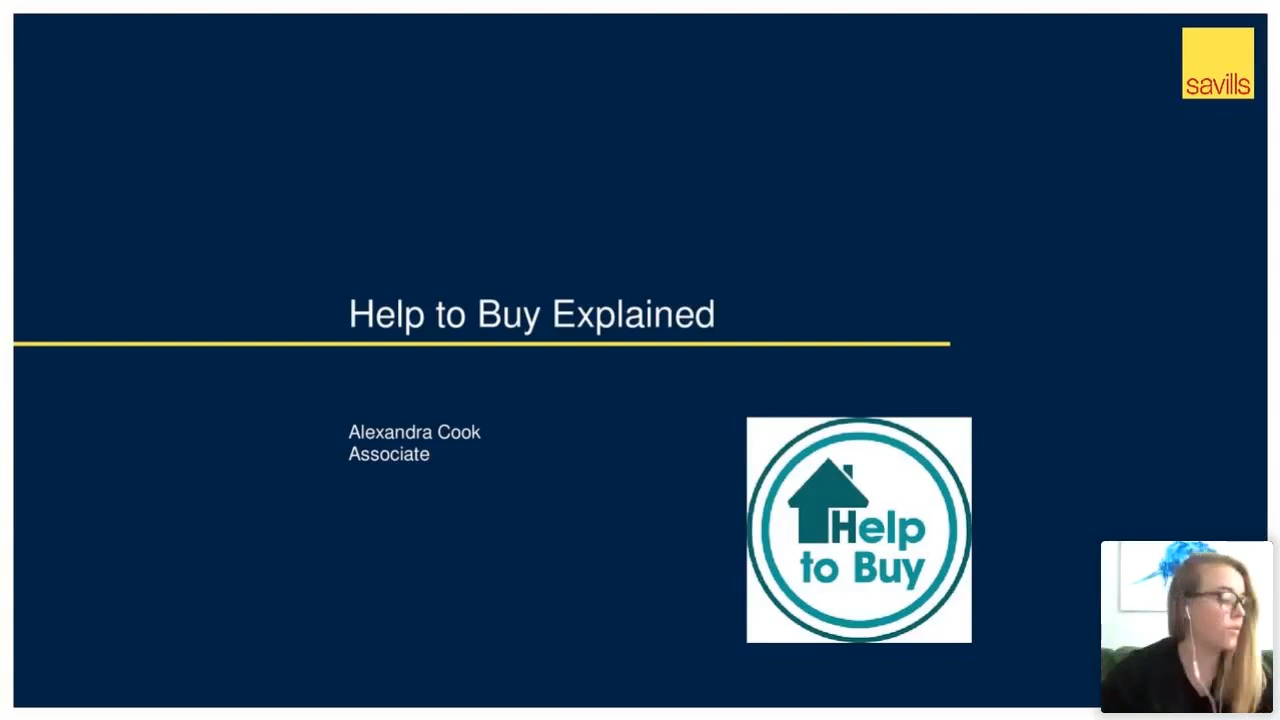 savills
Help to Buy Explained
Alexandra Cook
Associate
Help
to Buy